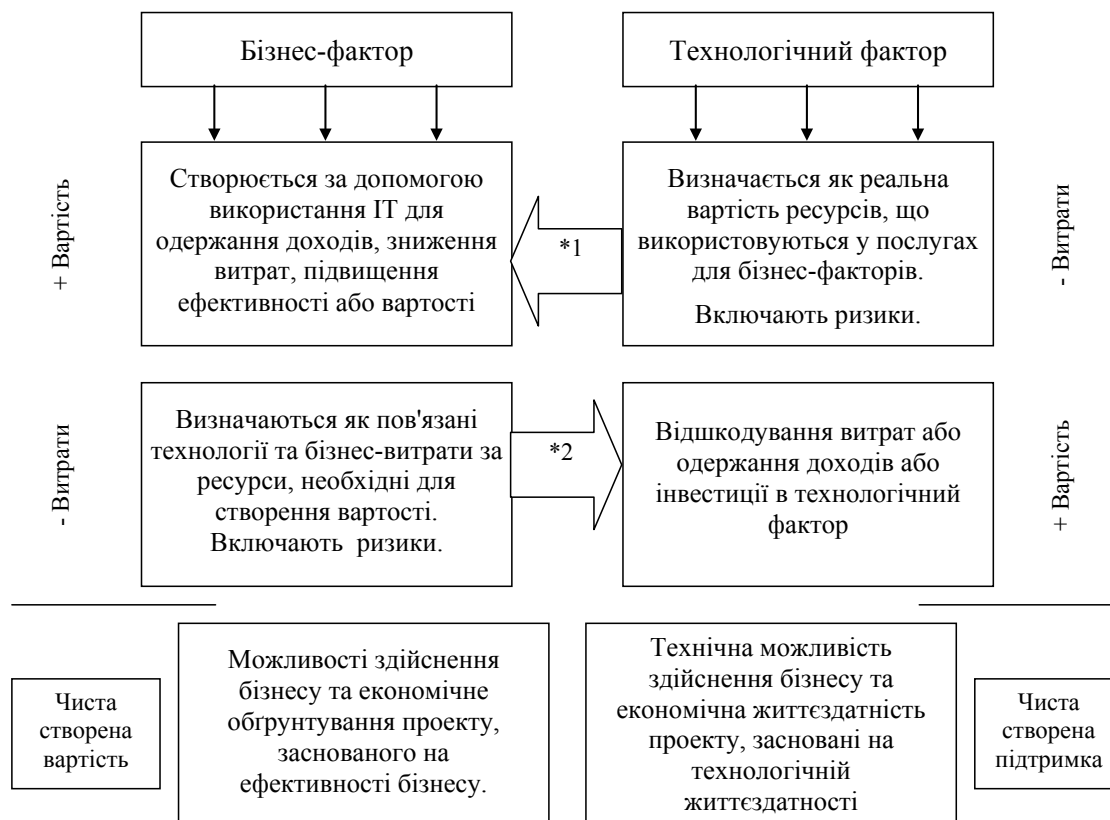 Бізнес-фактор
Технологічний фактор
+ Вартість
Створюється за допомогою
використання ІТ для
одержання доходів, зниження
витрат, підвищення
ефективності або вартості
*1
Визначається як реальна
вартість ресурсів, що
використовуються у послугах
для бізнес-факторів.
Включають ризики.
- Витрати
- Витрати
Визначаються як пов'язані
технології та бізнес-витрати за
ресурси, необхідні для
створення вартості.
Включають ризики.
*2
Відшкодування витрат або
одержання доходів або
інвестиції в технологічний
фактор
+ Вартість
Чиста
створена
вартість
Можливості здійснення
бізнесу та економічне
обґрунтування проекту,
заснованого на
ефективності бізнесу.
Технічна можливість
здійснення бізнесу та
економічна життєздатність
проекту, засновані на
технологічній
життєздатності
Чиста
створена
підтримка